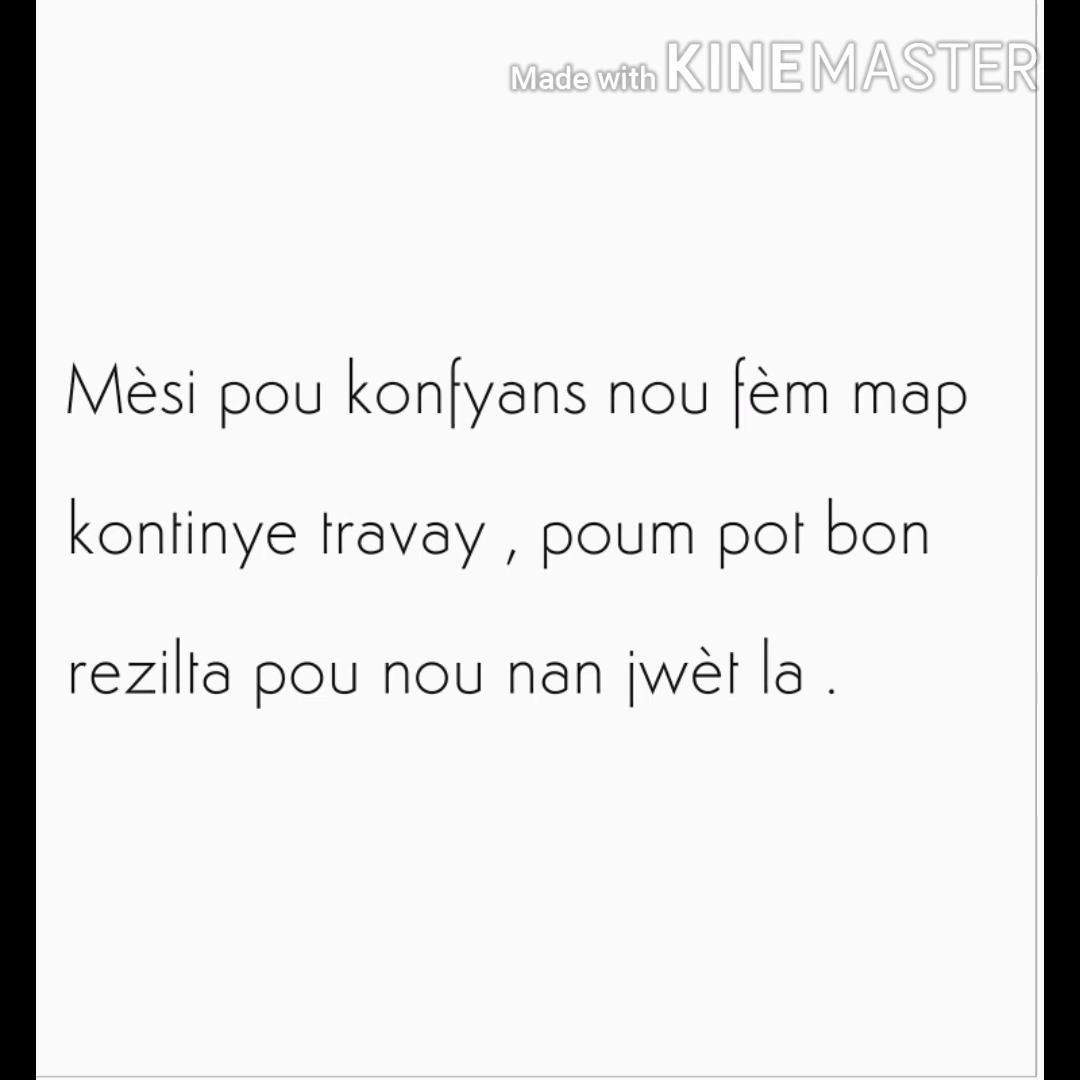 Made with KINEMASTER
Mèsi pou konfyans nou fèm map
kontinye travay , poum pot bon
rezilta pou nou nan jwèt la .